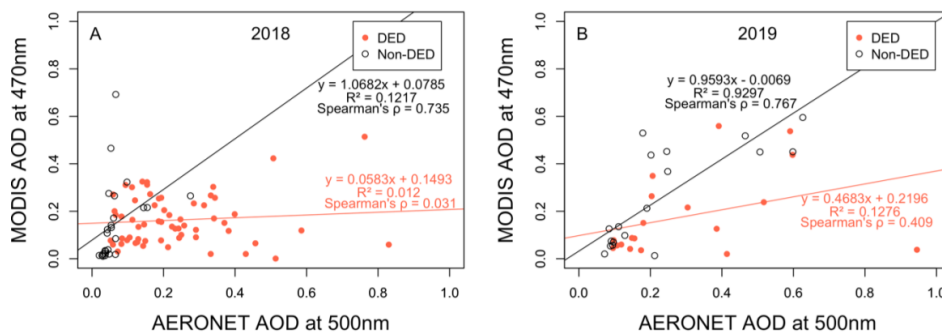 A
2018
DED
Non-DED
y = 1.0682x + 0.0785
R² = 0.1217
Spearman's ρ = 0.735
y = 0.0583x + 0.1493
R² = 0.012
Spearman's ρ = 0.031
MODIS AOD at 470nm
0.0
0.2
0.4
0.6
0.8
1.0
0.0 0.2 0.4 0.6 0.8 1.0
AERONET AOD at 500nm
B
2019
DED
Non-DED
y = 0.9593x - 0.0069
R² = 0.9297
Spearman's ρ = 0.767
y = 0.4683x + 0.2196
R² = 0.1276
Spearman's ρ = 0.409
MODIS AOD at 470nm
0.0
0.2
0.4
0.6
0.8
1.0
0.0 0.2 0.4 0.6 0.8 1.0
AERONET AOD at 500nm